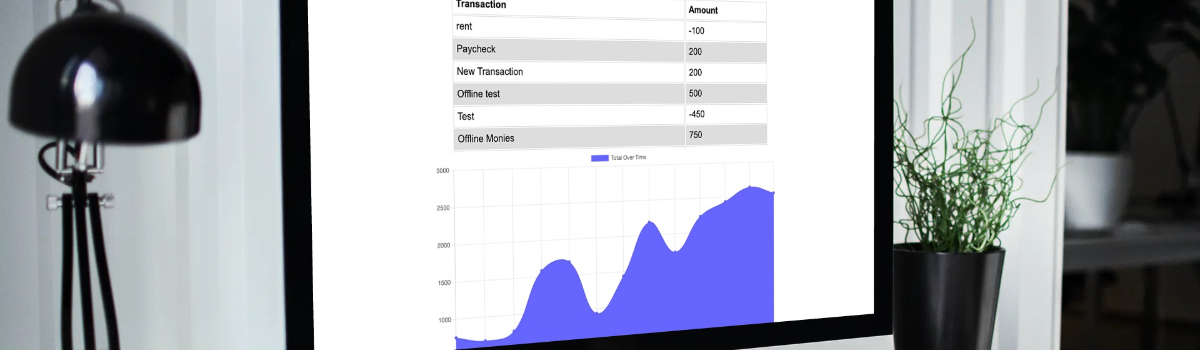 Transaction Amount
rent -100
Paycheck 200
New Transaction 200
Offline test 500
Test -450
Offline Monies 750
Total Over Time
3000
2500
2000
1500
1000